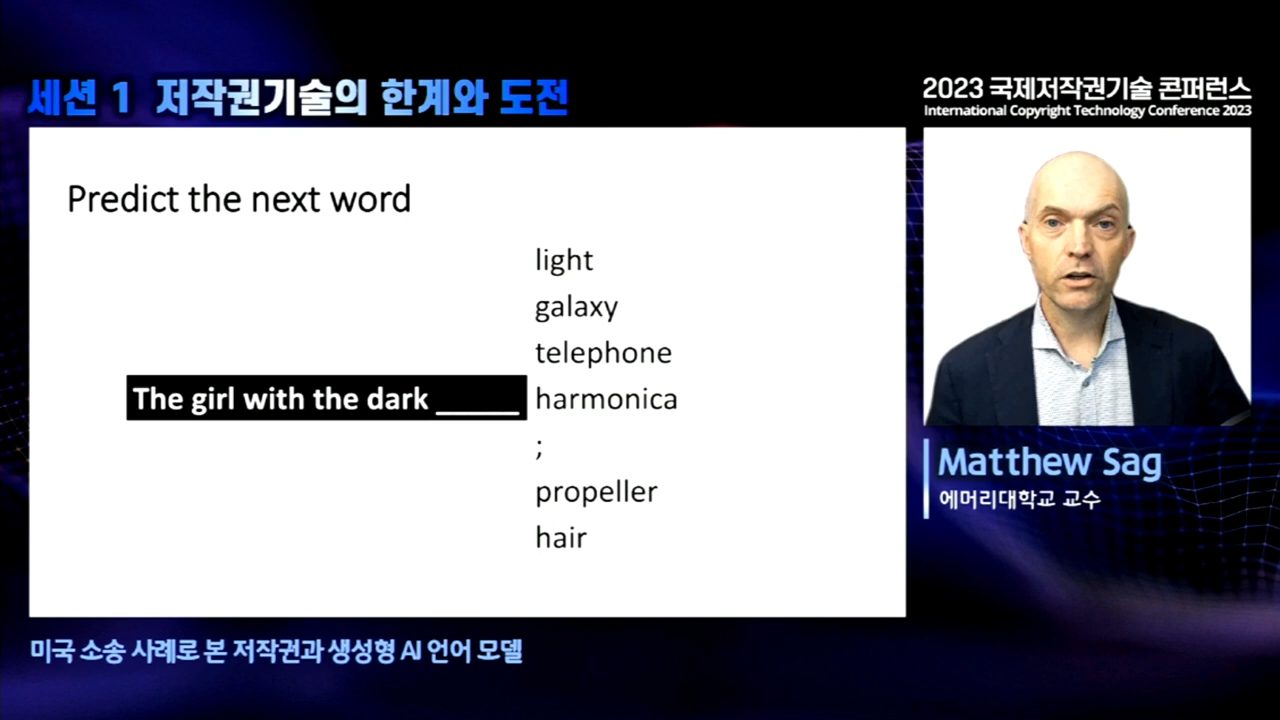 세션 1 저작권기술의 한계와 도전
2023 국제저작권기술 콘퍼런스
International Copyright Technology Conference 2023
Predict the next word
light
galaxy
telephone
The girl with the dark ______ harmonica
;
propeller
hair
Matthew Sag
에머리대학교 교수
미국 소송 사례로 본 저작권과 생성형 AI 언어 모델